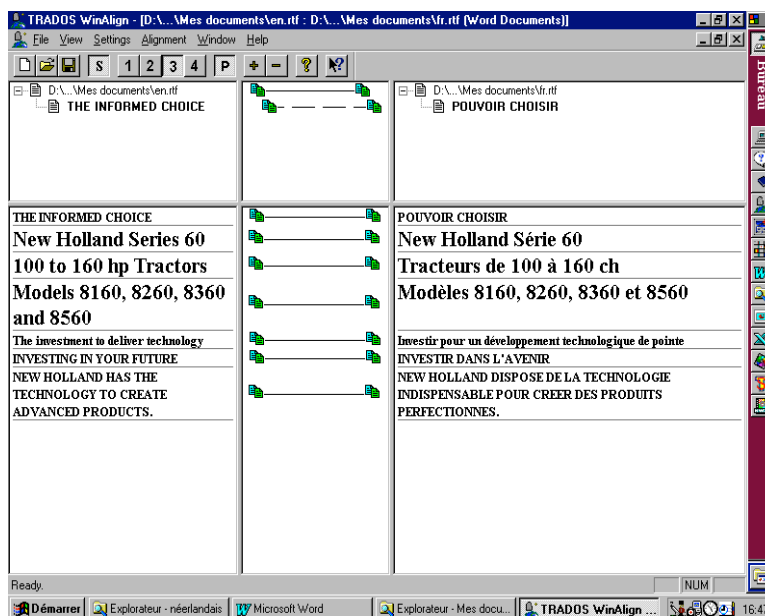 TRADOS WinAlign - [D:\...\Mes documents\en.rtf : D:\...\Mes documents\fr.rtf (Word Documents)]
File View Settings Alignment Window Help
S 1 2 3 4 P + - ? ?
D:\...\Mes documents\en.rtf
THE INFORMED CHOICE
D:\...\Mes documents\fr.rtf
POUVOIR CHOISIR
Bureau
THE INFORMED CHOICE
POUVOIR CHOISIR
New Holland Series 60
New Holland Série 60
100 to 160 hp Tractors
Tracteurs de 100 à 160 ch
Models 8160, 8260, 8360
and 8560
Modèles 8160, 8260, 8360 et 8560
The investment to deliver technology
Investir pour un développement technologique de pointe
INVESTING IN YOUR FUTURE
INVESTIR DANS L'AVENIR
NEW HOLLAND HAS THE
TECHNOLOGY TO CREATE
ADVANCED PRODUCTS.
NEW HOLLAND DISPOSE DE LA TECHNOLOGIE
INDISPENSABLE POUR CREER DES PRODUITS
PERFECTIONNES.
Ready.
NUM
Démarrer
Explorateur - néerlandais
Microsoft Word
Explorateur - Mes docu...
TRADOS WinAlign ...